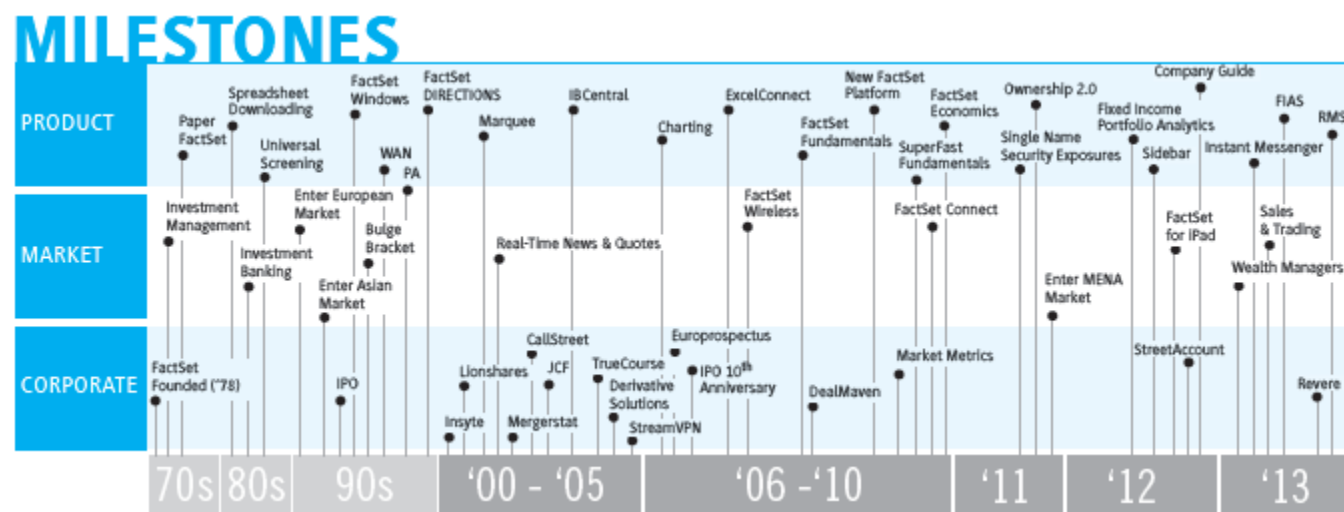 MILESTONES
PRODUCT
Paper
FactSet
Spreadsheet
Downloading
Universal
Screening
FactSet
Windows
WAN
PA
FactSet
DIRECTIONS
Marquee
IBCentral
Charting
ExcelConnect
FactSet
Fundamentals
New FactSet
Platform
SuperFast
Fundamentals
FactSet
Economics
Ownership 2.0
Single Name
Security Exposures
Fixed Income
Portfolio Analytics
Sidebar
Company Guide
Instant Messenger
FIAS
RMS
MARKET
Investment
Management
Investment
Banking
Enter European
Market
Enter Asian
Market
Bulge
Bracket
Real-Time News & Quotes
FactSet
Wireless
FactSet Connect
Enter MENA
Market
FactSet
for iPad
Sales
& Trading
Wealth Managers
CORPORATE
FactSet
Founded ('78)
IPO
Insyte
Lionshares
Mergerstat
CallStreet
JCF
TrueCourse
Derivative
Solutions
StreamVPN
Europrospectus
IPO 10th
Anniversary
DealMaven
Market Metrics
StreetAccount
Revere
70s
80s
90s
‘00 - ‘05
‘06 -‘10
‘11
‘12
‘13